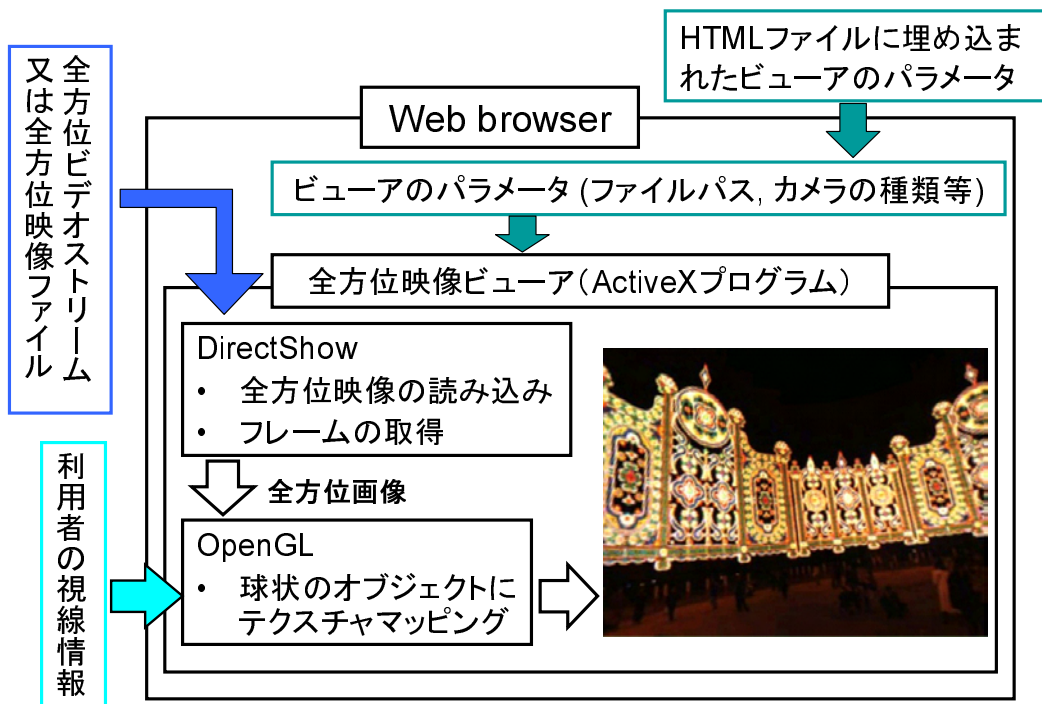 HTMLファイルに埋め込ま
れたビューアのパラメータ
全方位ビデオストリーム
又は全方位映像ファイル
Web browser
ビューアのパラメータ (ファイルパス, カメラの種類等)
全方位映像ビューア(ActiveXプログラム)
DirectShow
• 全方位映像の読み込み
• フレームの取得
全方位画像
利用者の視線情報
OpenGL
• 球状のオブジェクトに
テクスチャマッピング